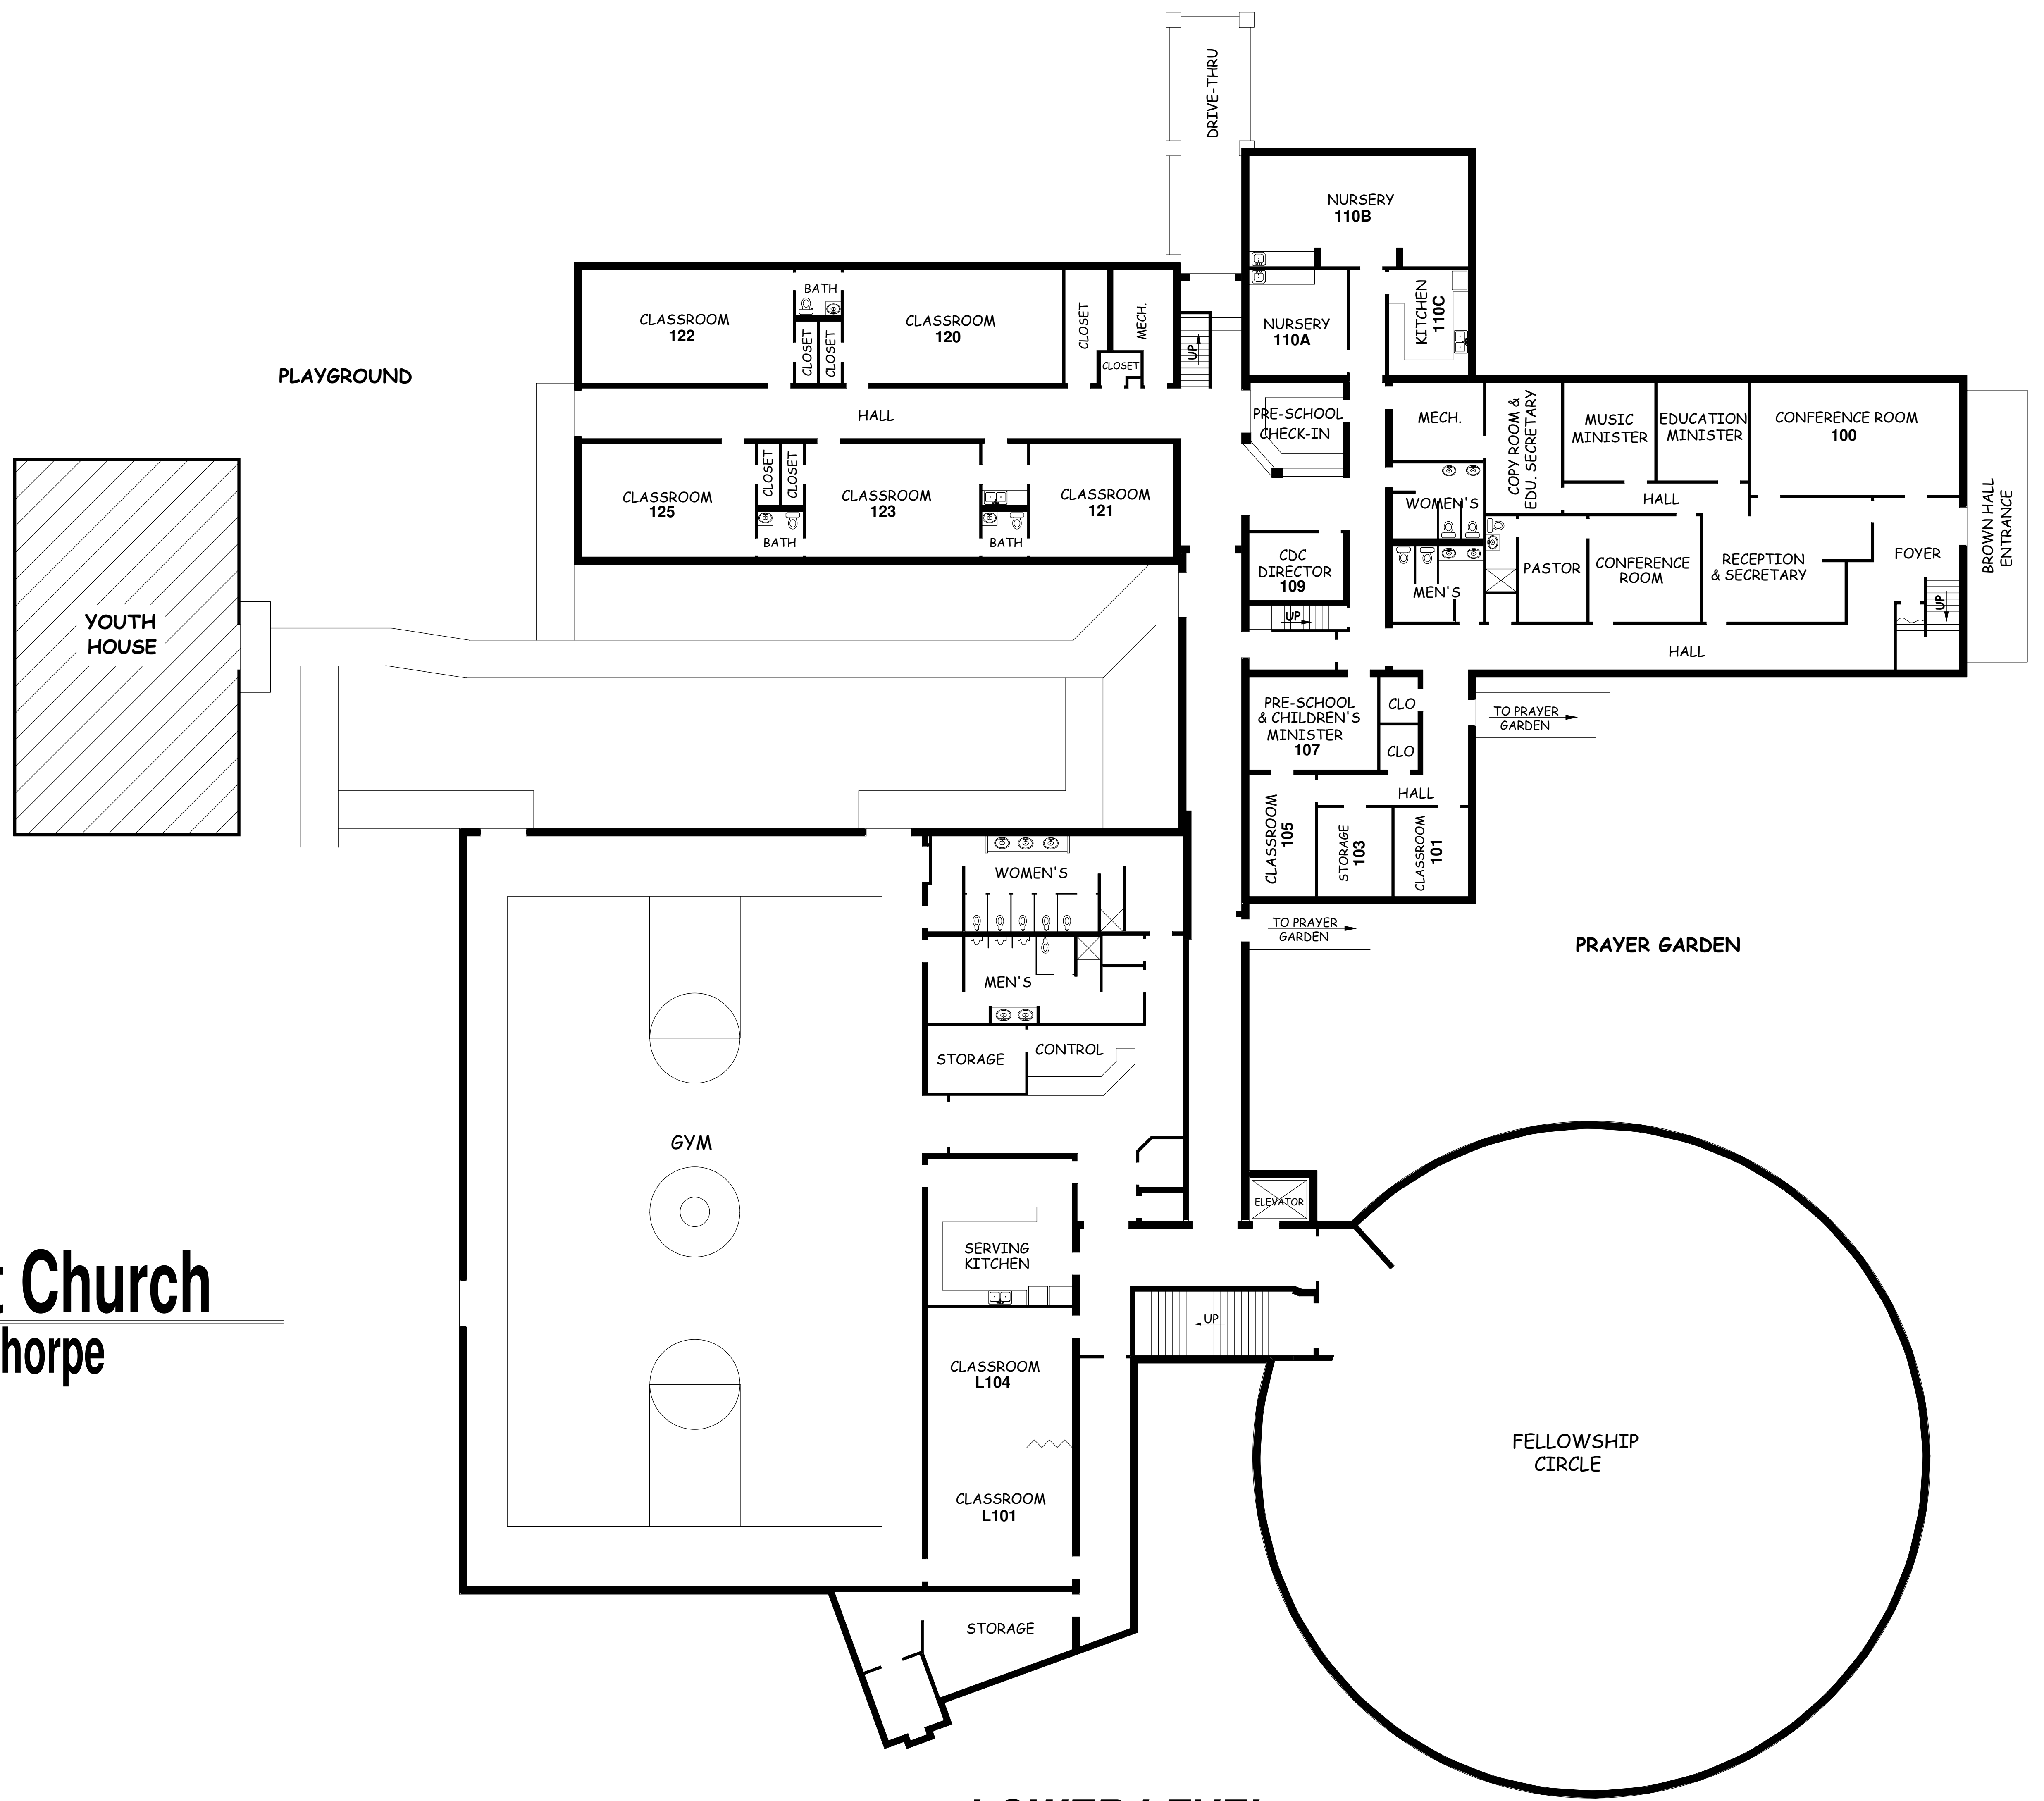 DRIVE-THRU
NURSERY
110B
NURSERY
110A
KITCHEN
110C
CLASSROOM
122
BATH
CLOSET
CLOSET
CLASSROOM
120
CLOSET
MECH.
CLOSET
UP
PLAYGROUND
HALL
PRE-SCHOOL
CHECK-IN
MECH.
COPY ROOM &
EDU. SECRETARY
MUSIC
MINISTER
EDUCATION
MINISTER
CONFERENCE ROOM
100
BROWN HALL
ENTRANCE
CLASSROOM
125
CLOSET
CLOSET
BATH
CLASSROOM
123
BATH
CLASSROOM
121
WOMEN'S
HALL
CDC
DIRECTOR
109
MEN'S
PASTOR
CONFERENCE
ROOM
RECEPTION
& SECRETARY
FOYER
UP
UP
HALL
YOUTH
HOUSE
PRE-SCHOOL
& CHILDREN'S
MINISTER
107
CLO
CLO
TO PRAYER
GARDEN
HALL
CLASSROOM
105
STORAGE
103
CLASSROOM
101
TO PRAYER
GARDEN
PRAYER GARDEN
WOMEN'S
MEN'S
STORAGE
CONTROL
GYM
ELEVATOR
SERVING
KITCHEN
UP
Church
horpe
CLASSROOM
L104
CLASSROOM
L101
FELLOWSHIP
CIRCLE
STORAGE
LOWER LEVEL